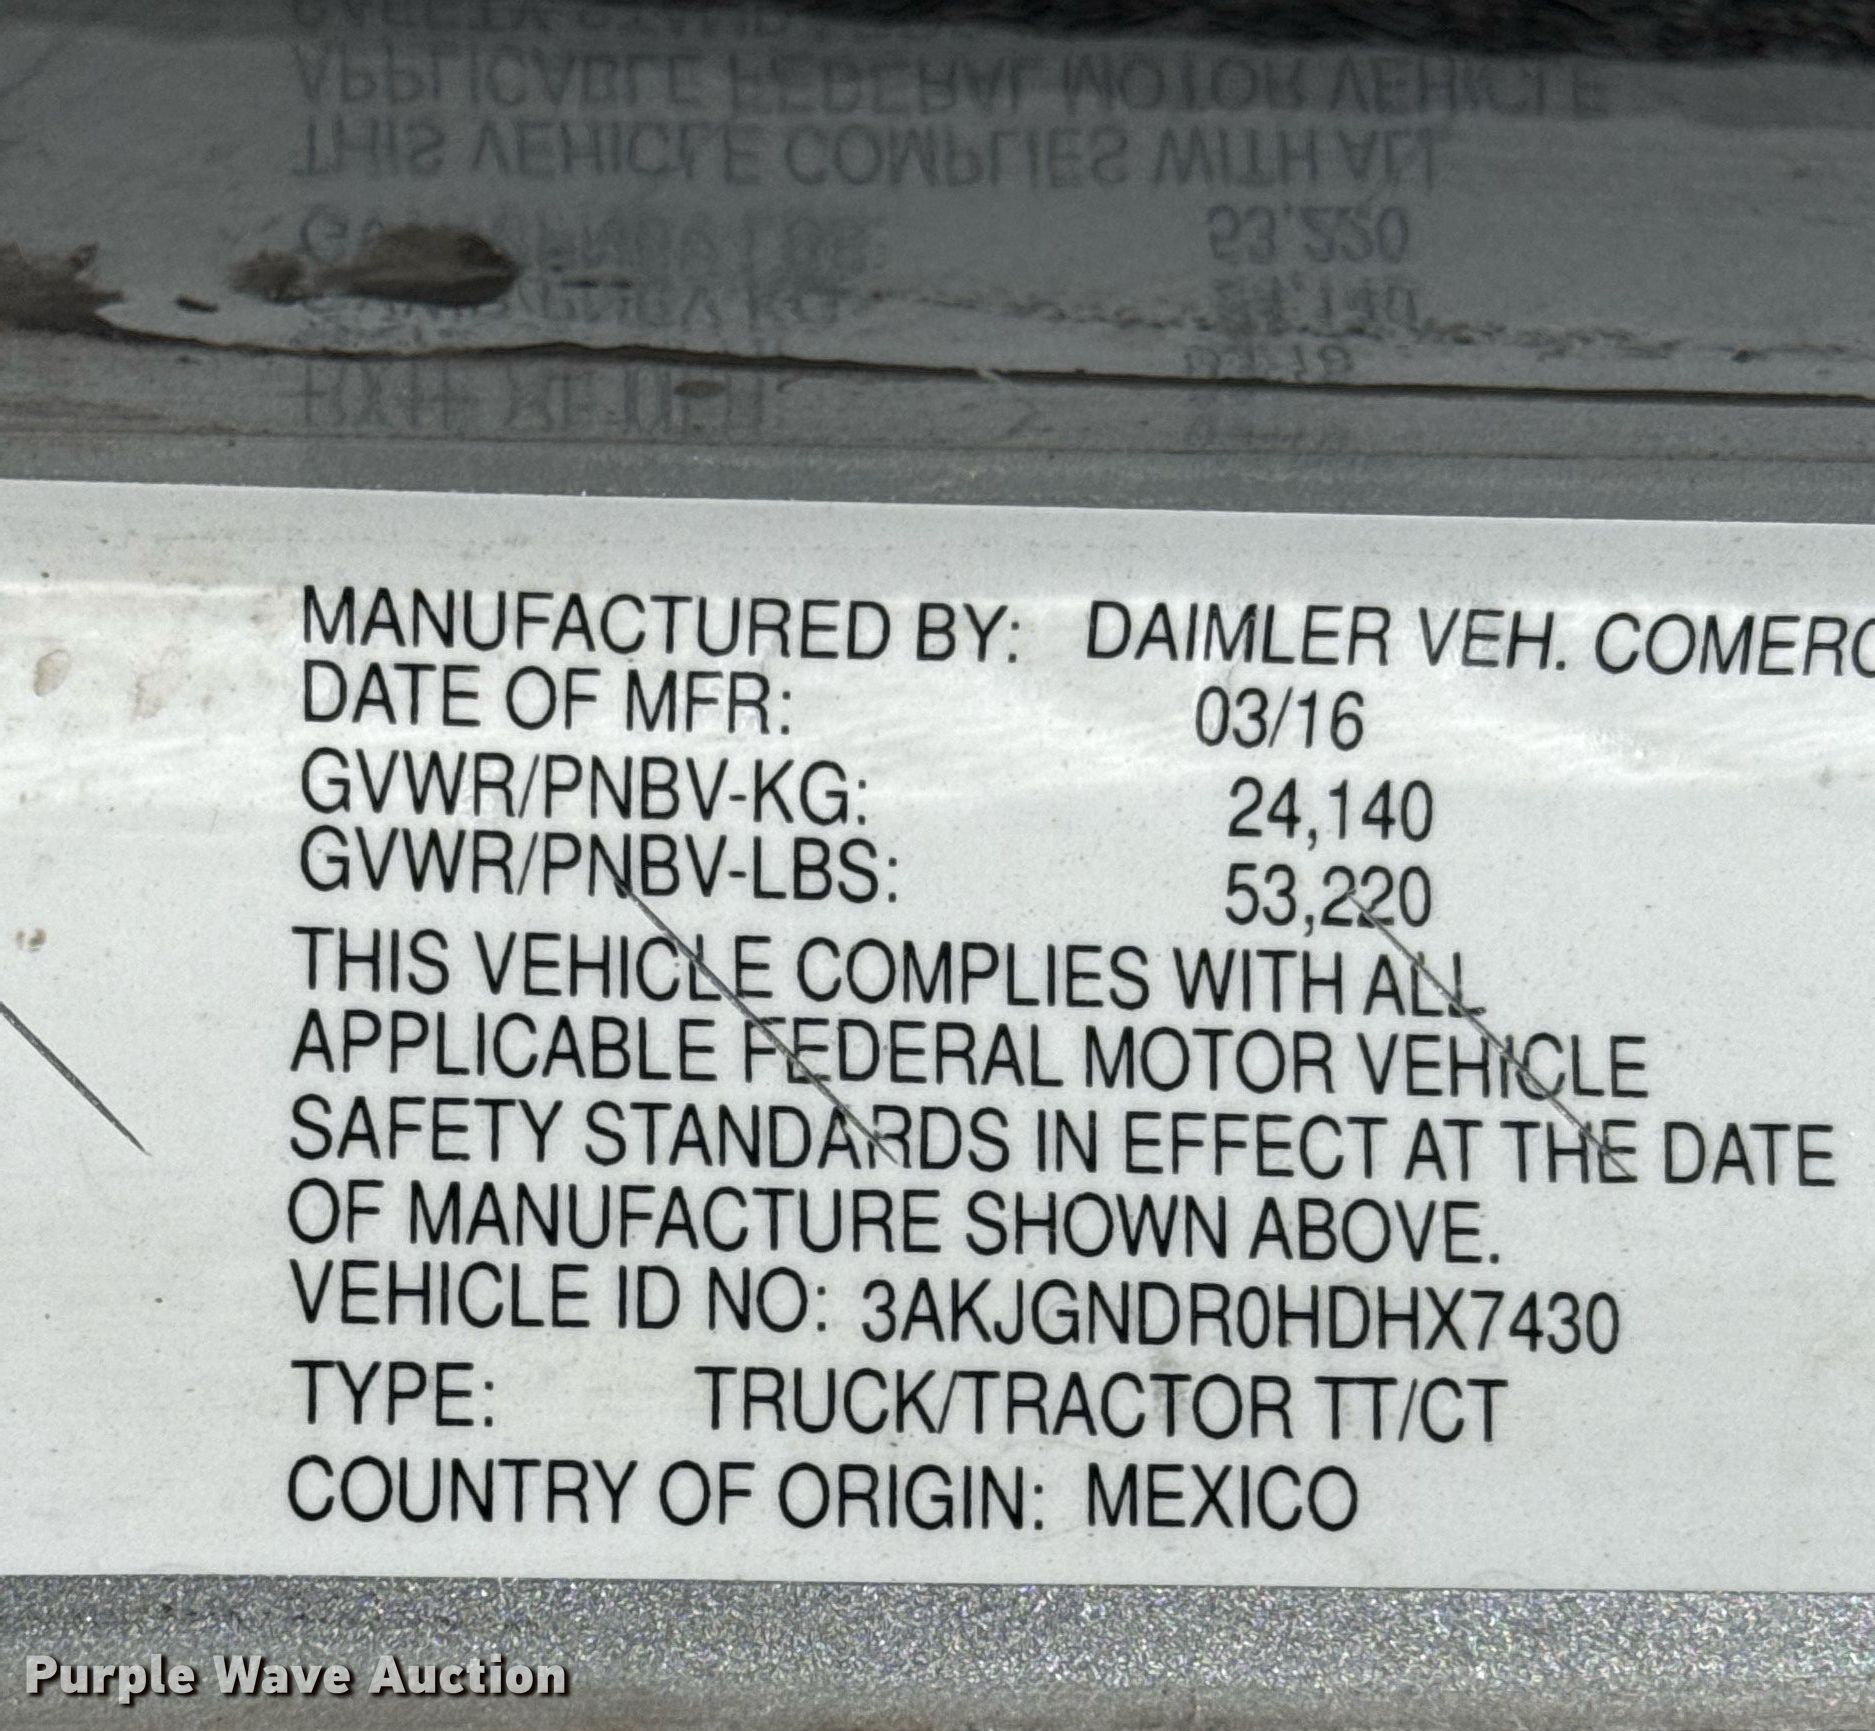 MANUFACTURED BY: DAIMLER VEH. COMERC
DATE OF MFR: 03/16
GVWR/PNBV-KG: 24,140
GVWR/PNBV-LBS: 53,220
THIS VEHICLE COMPLIES WITH ALL
APPLICABLE FEDERAL MOTOR VEHICLE
SAFETY STANDARDS IN EFFECT AT THE DATE
OF MANUFACTURE SHOWN ABOVE.
VEHICLE ID NO: 3AKJGNDR0HDHX7430
TYPE: TRUCK/TRACTOR TT/CT
COUNTRY OF ORIGIN: MEXICO
Purple Wave Auction